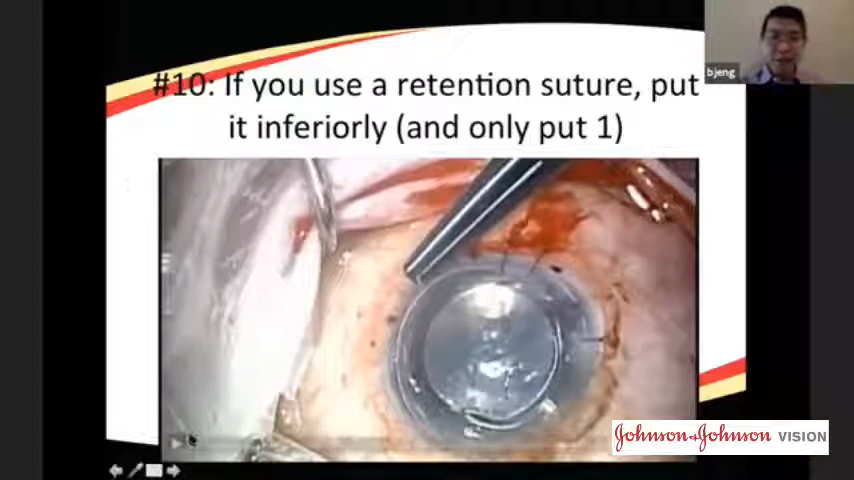 #10: If you use a retention suture, put
it inferiorly (and only put 1)
bjeng
Johnson+Johnson VISION